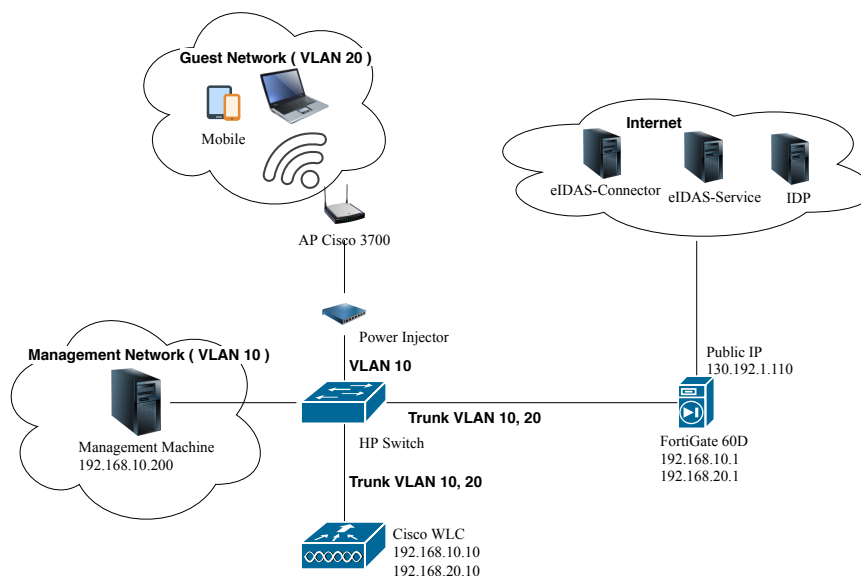 Guest Network ( VLAN 20 )
Mobile
AP Cisco 3700
Internet
eIDAS-Connector
eIDAS-Service
IDP
Power Injector
VLAN 10
Management Network ( VLAN 10 )
Management Machine
192.168.10.200
HP Switch
Trunk VLAN 10, 20
Public IP
130.192.1.110
FortiGate 60D
192.168.10.1
192.168.20.1
Trunk VLAN 10, 20
Cisco WLC
192.168.10.10
192.168.20.10